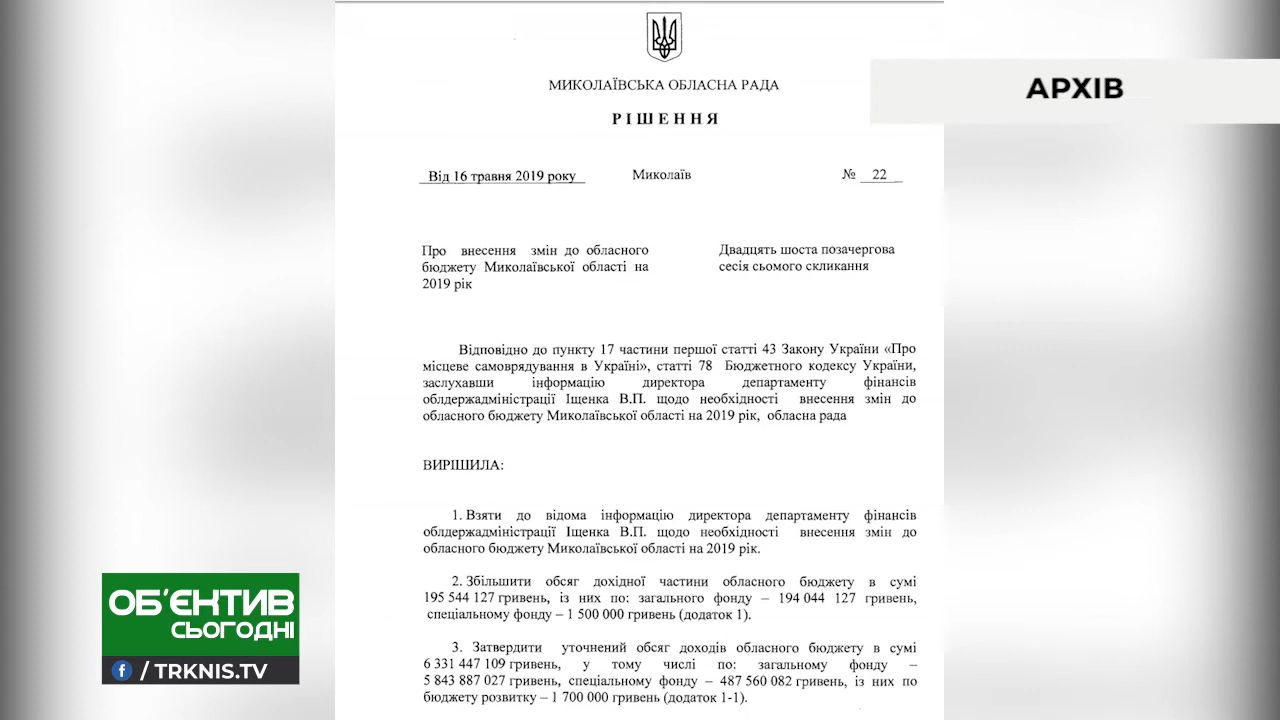 МИКОЛАЇВСЬКА ОБЛАСНА РАДА
АРХІВ
РІШЕННЯ
Від 16 травня 2019 року Миколаїв № 22
Про внесення змін до обласного
бюджету Миколаївської області на
2019 рік
Двадцять шоста позачергова
сесія сьомого скликання
Відповідно до пункту 17 частини першої статті 43 Закону України «Про
місцеве самоврядування в Україні», статті 78 Бюджетного кодексу України,
заслухавши інформацію директора департаменту фінансів
облдержадміністрації Іщенка В.П. щодо необхідності внесення змін до
обласного бюджету Миколаївської області на 2019 рік, обласна рада
ВИРІШИЛА:
1. Взяти до відома інформацію директора департаменту фінансів
облдержадміністрації Іщенка В.П. щодо необхідності внесення змін до
обласного бюджету Миколаївської області на 2019 рік.
2. Збільшити обсяг дохідної частини обласного бюджету в сумі
195 544 127 гривень, із них по: загального фонду – 194 044 127 гривень,
спеціальному фонду – 1 500 000 гривень (додаток 1).
3. Затвердити уточнений обсяг доходів обласного бюджету в сумі
6 331 447 109 гривень, у тому числі по: загальному фонду –
5 843 887 027 гривень, спеціальному фонду – 487 560 082 гривень, із них по
бюджету розвитку – 1 700 000 гривень (додаток 1-1).
ОБ'ЄКТИВ
СЬОГОДНІ
f / TRKNIS.TV